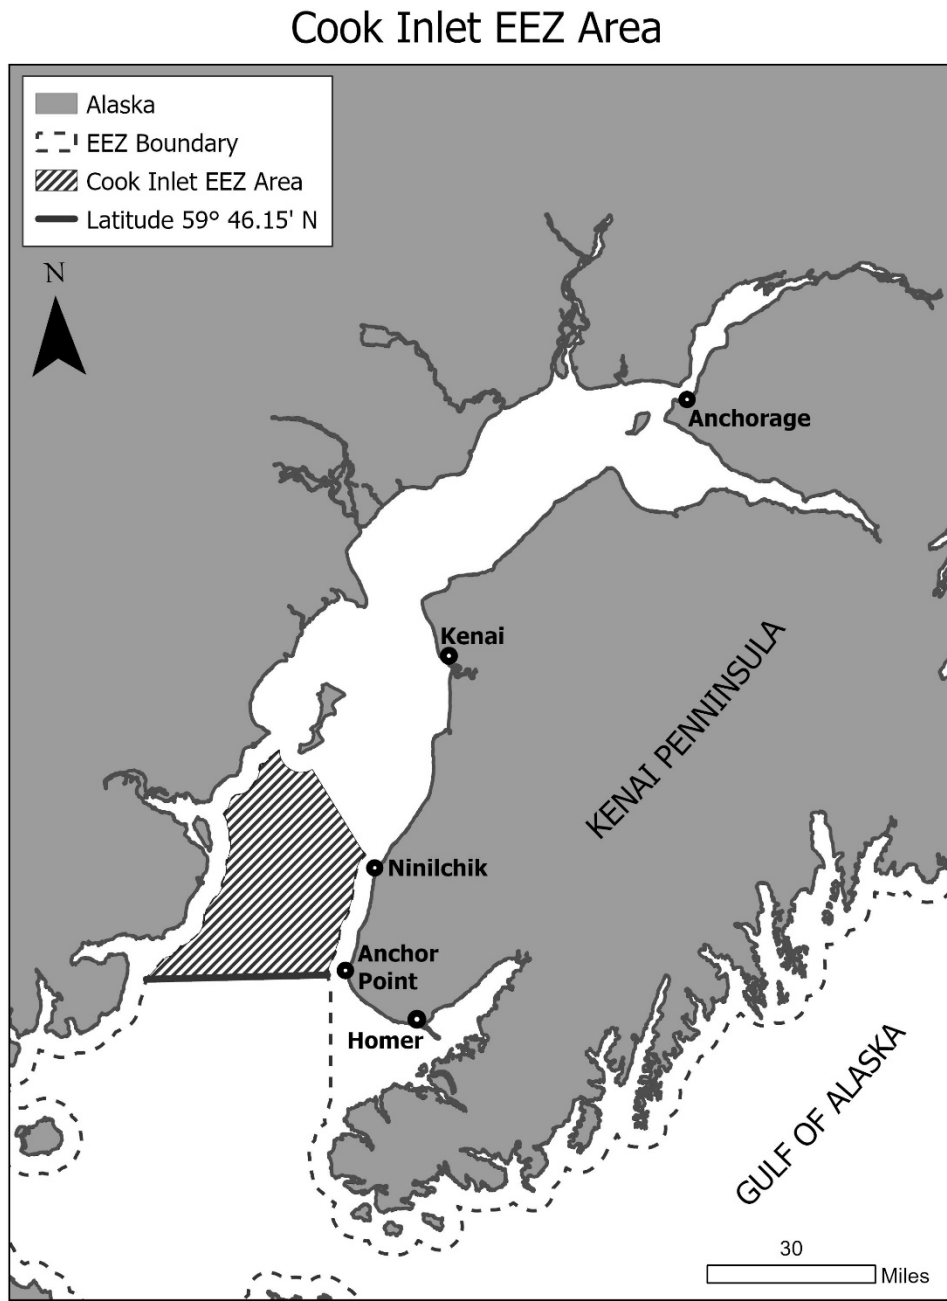 Cook Inlet EEZ Area
Alaska
EEZ Boundary
Cook Inlet EEZ Area
Latitude 59° 46.15' N
N
Anchorage
Kenai
KENAI PENNINSULA
Ninilchik
Anchor
Point
Homer
GULF OF ALASKA
30
Miles